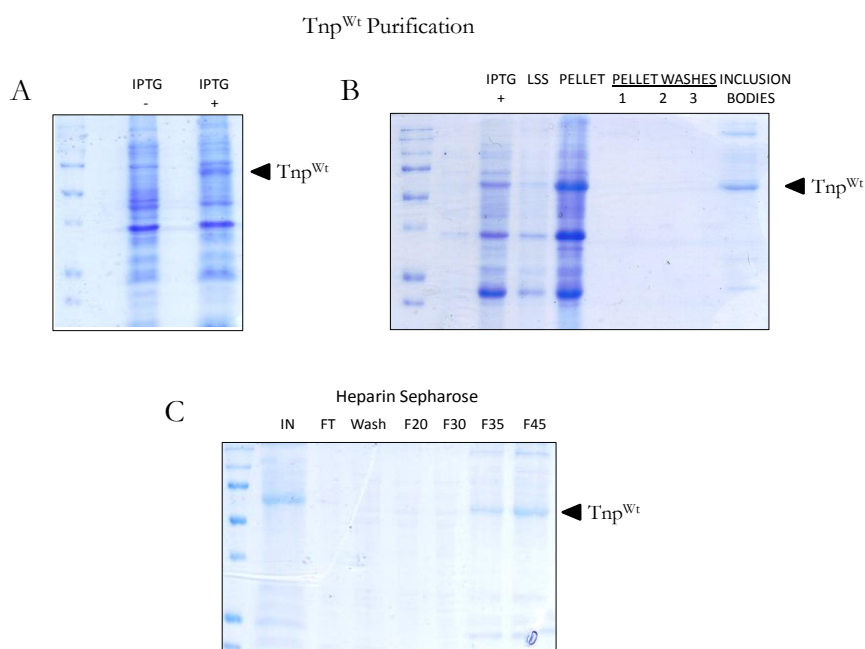 Tnp^Wt Purification
A
IPTG IPTG
- +
Tnp^Wt
B
IPTG LSS PELLET PELLET WASHES INCLUSION
+ 1 2 3 BODIES
Tnp^Wt
C
Heparin Sepharose
IN FT Wash F20 F30 F35 F45
Tnp^Wt